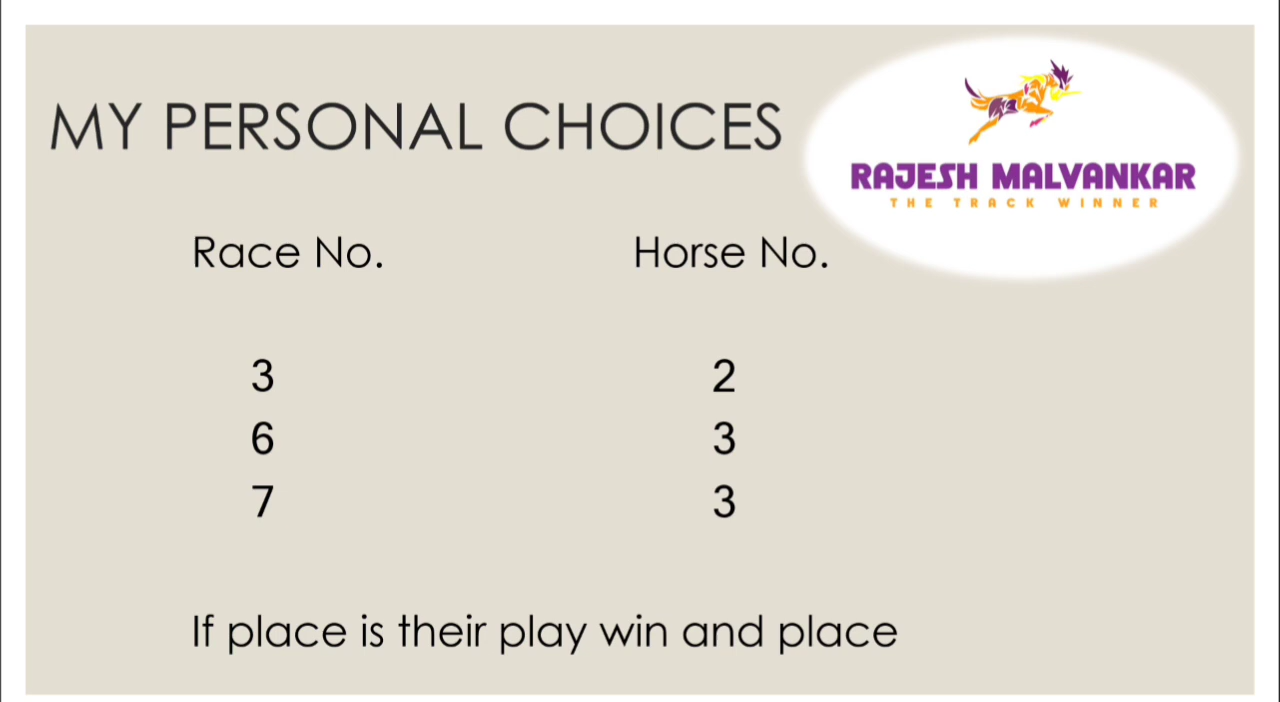 MY PERSONAL CHOICES
RAJESH MALVANKAR
THE TRACK WINNER
Race No. Horse No.
3 2
6 3
7 3
If place is their play win and place